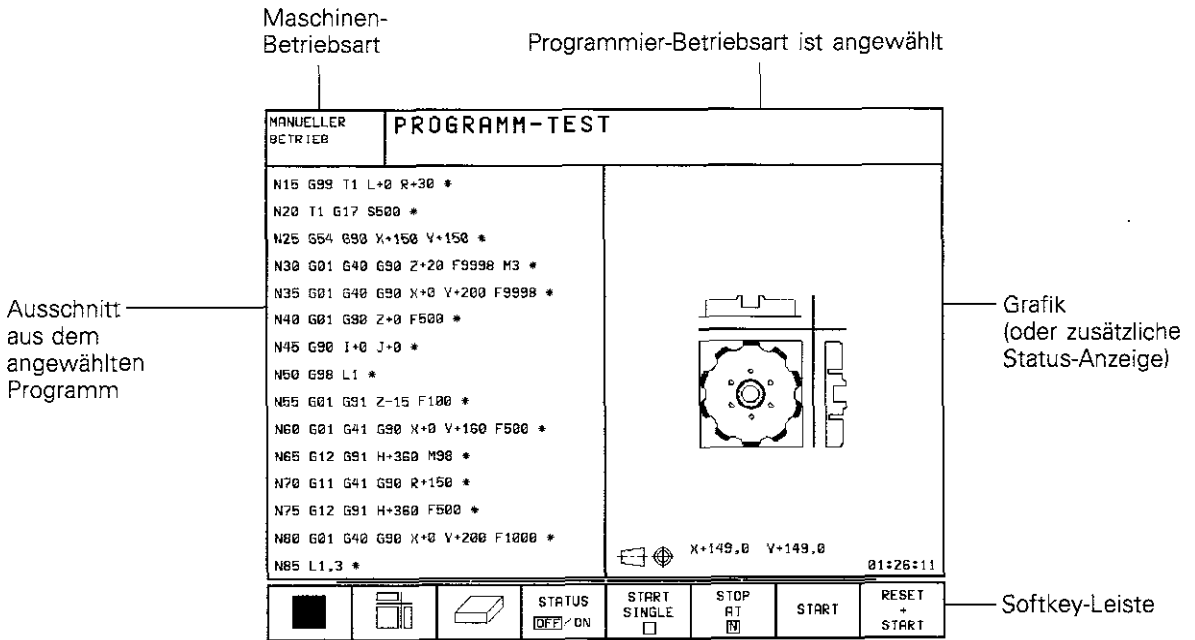 Maschinen-
Betriebsart
Programmier-Betriebsart ist angewählt
MANUELLER
BETRIEB
PROGRAMM-TEST
N15 G99 T1 L+0 R+30 *
N20 T1 G17 S500 *
N25 G54 G90 X+150 Y+150 *
N30 G01 G40 G90 Z+20 F9998 M3 *
N35 G01 G40 G90 X+0 Y+200 F9998 *
N40 G01 G90 Z+0 F500 *
N45 G90 I+0 J+0 *
N50 G98 L1 *
N55 G01 G91 Z-15 F100 *
N60 G01 G41 G90 X+0 Y+160 F500 *
N65 G12 G91 H+360 M98 *
N70 G11 G41 G90 R+150 *
N75 G12 G91 H+360 F500 *
N80 G01 G40 G90 X+0 Y+200 F1000 *
N85 L1,3 *
Ausschnitt
aus dem
angewählten
Programm
Grafik
(oder zusätzliche
Status-Anzeige)
X+149,0 Y+149,0
01:26:11
STATUS
OFF / ON
START
SINGLE
STOP
AT
N
START
RESET
+
START
Softkey-Leiste